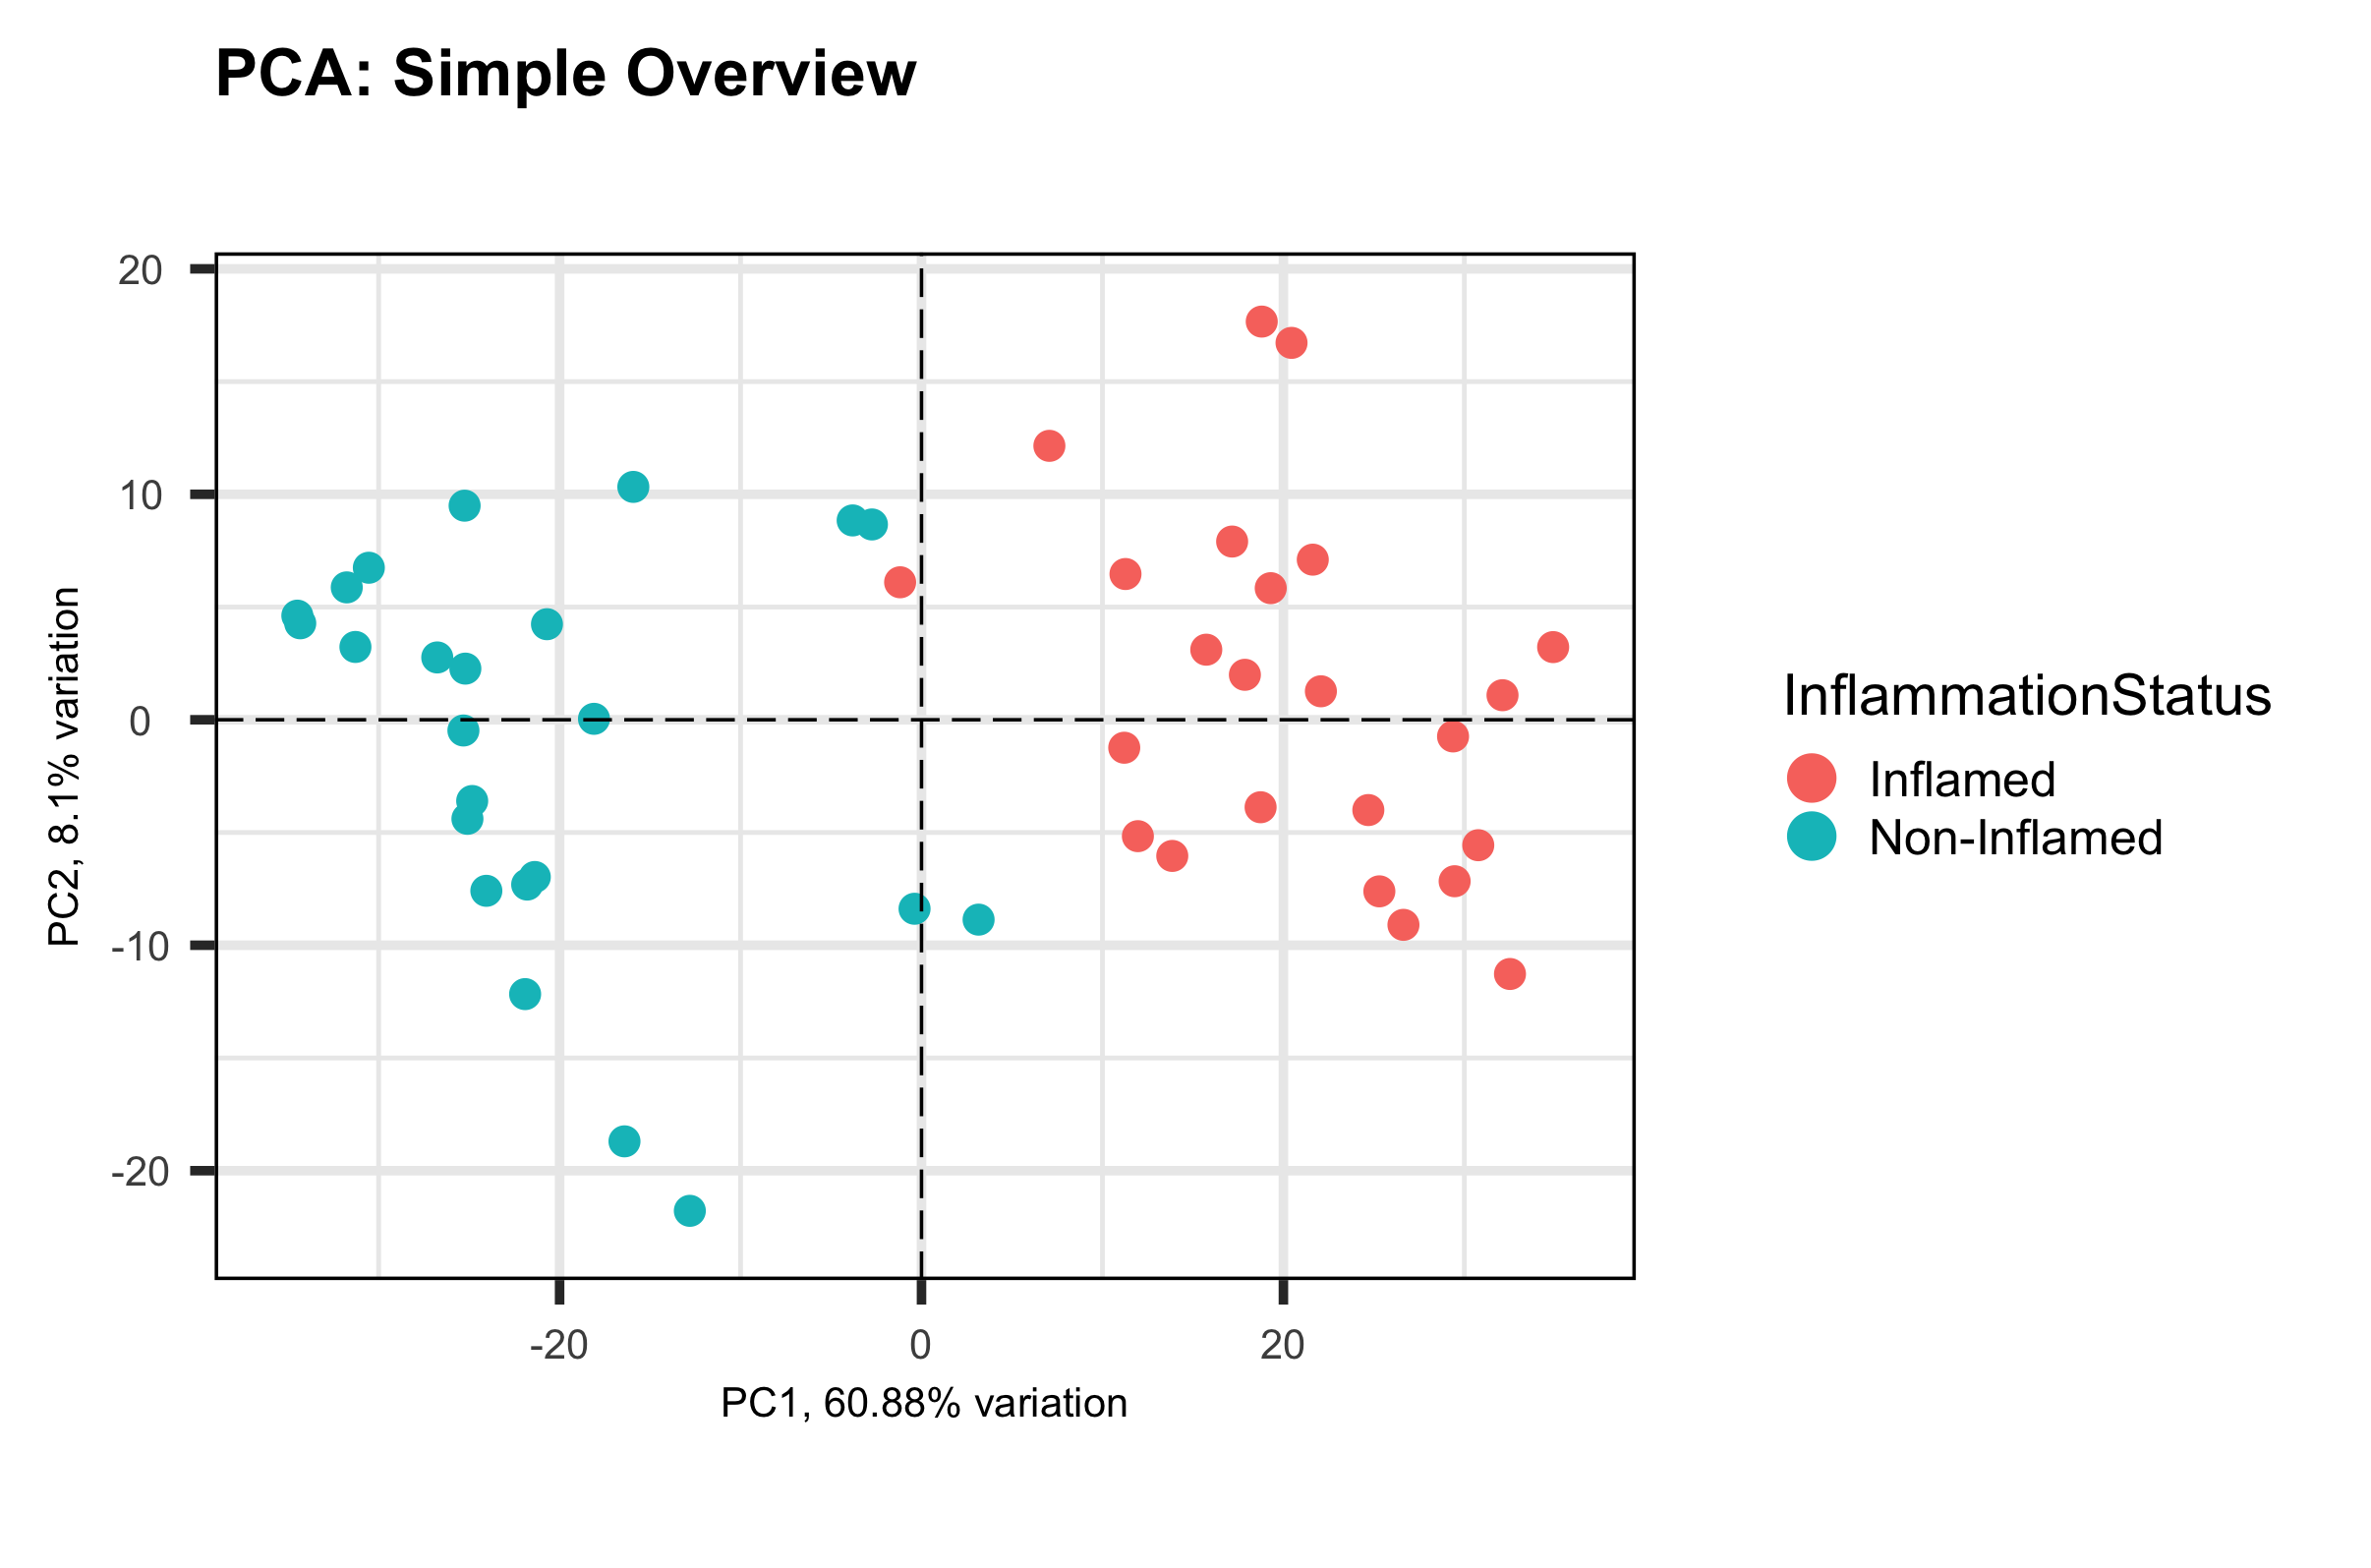 PCA: Simple Overview
20
10
0
-10
-20
PC2, 8.1% variation
-20
0
20
PC1, 60.88% variation
InflammationStatus
Inflamed
Non-Inflamed